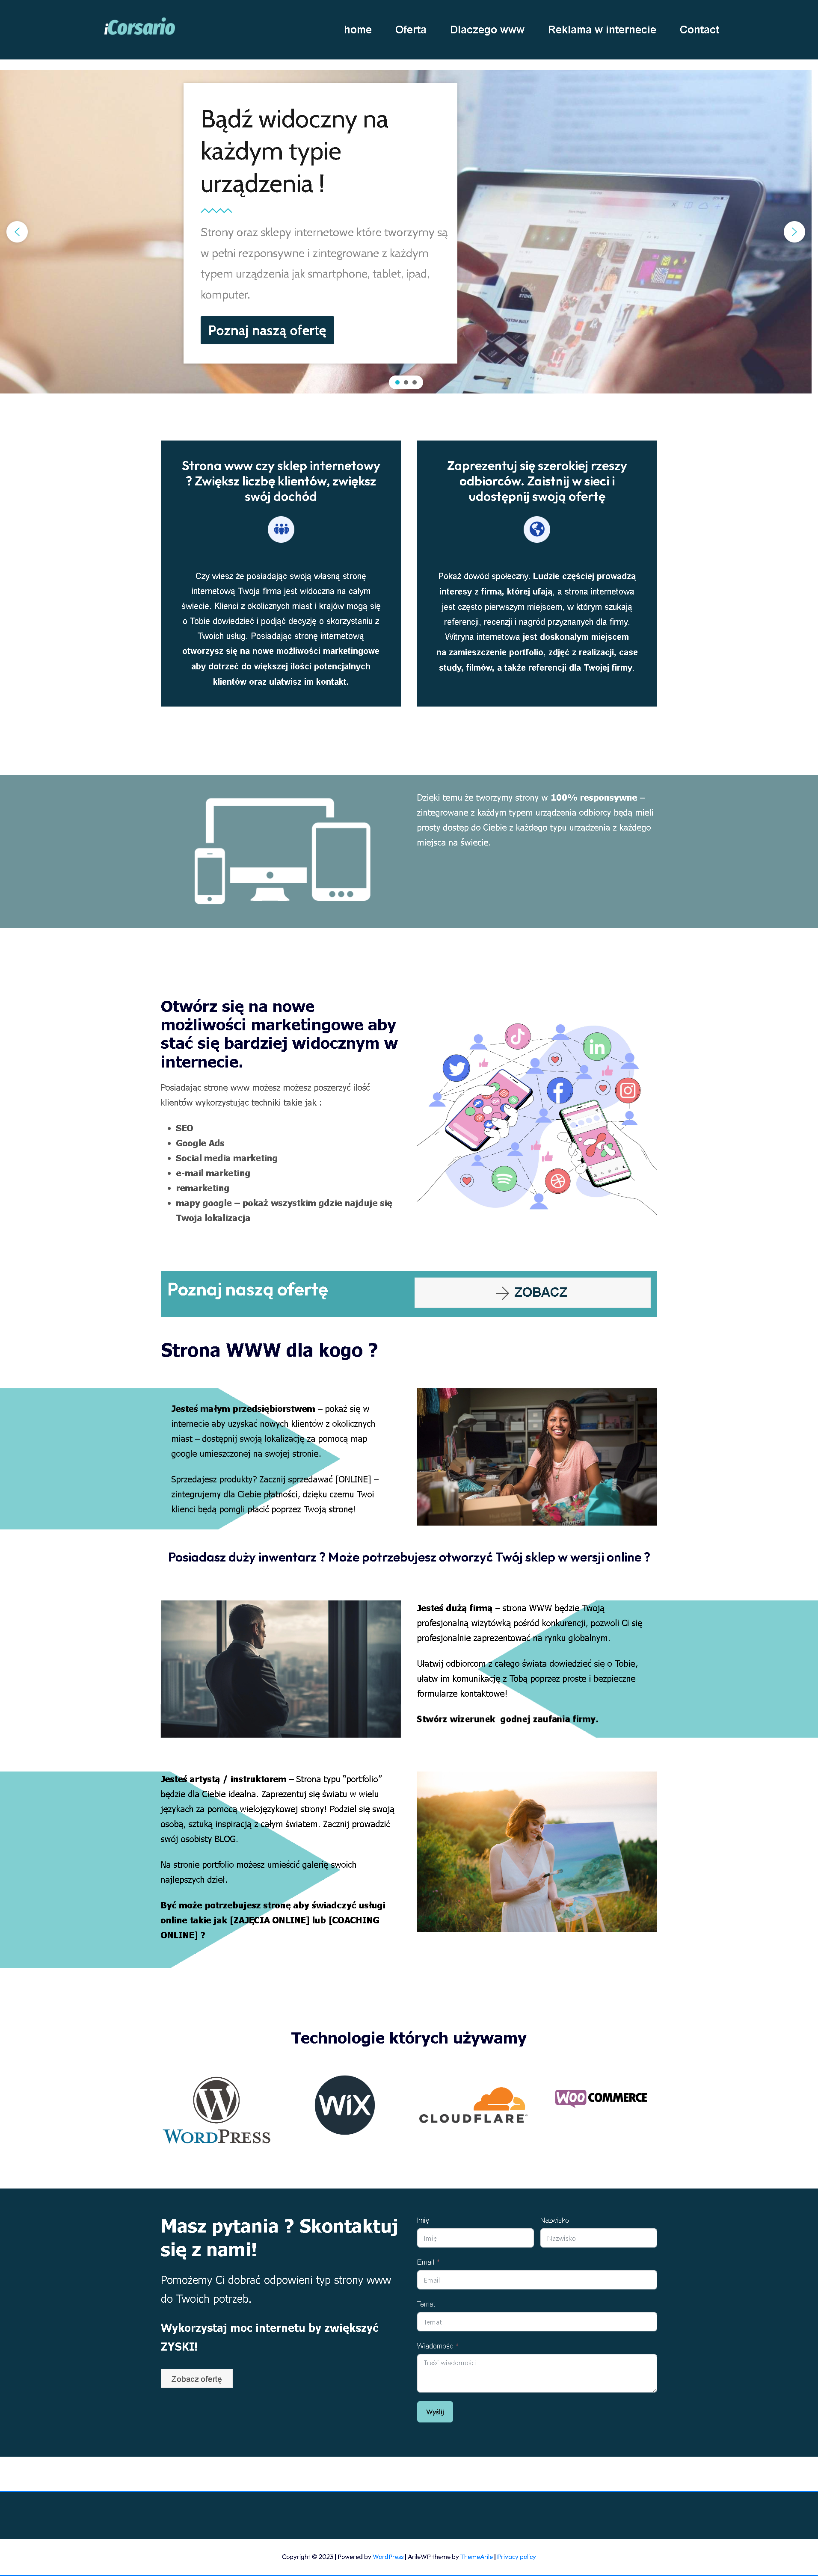 iCorsario
home Oferta Dlaczego www Reklama w internecie Contact
Bądź widoczny na
każdym typie
urządzenia !
Strony oraz sklepy internetowe które tworzymy są
w pełni rezponsywne i zintegrowane z każdym
typem urządzenia jak smartphone, tablet, ipad,
komputer.
Poznaj naszą ofertę
Strona www czy sklep internetowy
? Zwiększ liczbę klientów, zwiększ
swój dochód
Czy wiesz że posiadając swoją własną stronę
internetową Twoja firma jest widoczna na całym
świecie. Klienci z okolicznych miast i krajów mogą się
o Tobie dowiedzieć i podjąć decyzję o skorzystaniu z
Twoich usług. Posiadając stronę internetową
otworzysz się na nowe możliwości marketingowe
aby dotrzeć do większej ilości potencjalnych
klientów oraz ułatwisz im kontakt.
Zaprezentuj się szerokiej rzeszy
odbiorców. Zaistnij w sieci i
udostępnij swoją ofertę
Pokaż dowód społeczny. Ludzie częściej prowadzą
interesy z firmą, której ufają, a strona internetowa
jest często pierwszym miejscem, w którym szukają
referencji, recenzji i nagród przyznanych dla firmy.
Witryna internetowa jest doskonałym miejscem
na zamieszczenie portfolio, zdjęć z realizacji, case
study, filmów, a także referencji dla Twojej firmy.
Dzięki temu że tworzymy strony w 100% responsywne –
zintegrowane z każdym typem urządzenia odbiorcy będą mieli
prosty dostęp do Ciebie z każdego typu urządzenia z każdego
miejsca na świecie.
Otwórz się na nowe
możliwości marketingowe aby
stać się bardziej widocznym w
internecie.
Posiadając stronę www możesz możesz poszerzyć ilość
klientów wykorzystując techniki takie jak :
• SEO
• Google Ads
• Social media marketing
• e-mail marketing
• remarketing
• mapy google – pokaż wszystkim gdzie najduje się
Twoja lokalizacja
Poznaj naszą ofertę
ZOBACZ
Strona WWW dla kogo ?
Jesteś małym przedsiębiorstwem – pokaż się w
internecie aby uzyskać nowych klientów z okolicznych
miast – dostępnij swoją lokalizację za pomocą map
google umieszczonej na swojej stronie.
Sprzedajesz produkty? Zacznij sprzedawać [ONLINE] –
zintegrujemy dla Ciebie płatności, dzięku czemu Twoi
klienci będą pomgli płacić poprzez Twoją stronę!
Posiadasz duży inwentarz ? Może potrzebujesz otworzyć Twój sklep w wersji online ?
Jesteś dużą firmą – strona WWW będzie Twoją
profesjonalną wizytówką pośród konkurencji, pozwoli Ci się
profesjonalnie zaprezentować na rynku globalnym.
Ułatwij odbiorcom z całego świata dowiedzieć się o Tobie,
ułatw im komunikację z Tobą poprzez proste i bezpieczne
formularze kontaktowe!
Stwórz wizerunek  godnej zaufania firmy.
Jesteś artystą / instruktorem – Strona typu “portfolio”
będzie dla Ciebie idealna. Zaprezentuj się światu w wielu
językach za pomocą wielojęzykowej strony! Podziel się swoją
osobą, sztuką inspiracją z całym światem. Zacznij prowadzić
swój osobisty BLOG.
Na stronie portfolio możesz umieścić galerię swoich
najlepszych dzieł.
Być może potrzebujesz stronę aby świadczyć usługi
online takie jak [ZAJĘCIA ONLINE] lub [COACHING
ONLINE] ?
Technologie których używamy
WORDPRESS
WiX
CLOUDFLARE
WOO COMMERCE
Masz pytania ? Skontaktuj
się z nami!
Pomożemy Ci dobrać odpowieni typ strony www
do Twoich potrzeb.
Wykorzystaj moc internetu by zwiększyć
ZYSKI!
Zobacz ofertę
Imię Nazwisko
Imię Nazwisko
Email *
Email
Temat
Temat
Wiadomość *
Treść wiadomości
Wyślij
Copyright © 2023 | Powered by WordPress | ArileWP theme by ThemeArile | Privacy policy